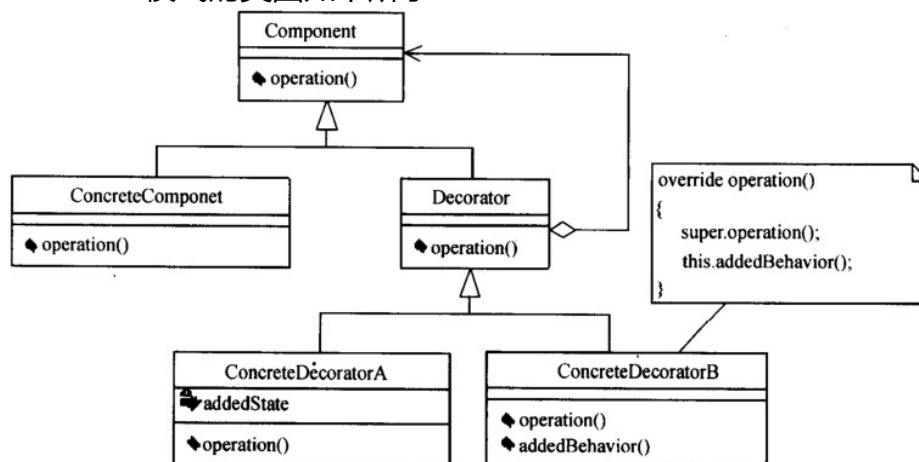 Component
operation()
ConcreteComponet
operation()
Decorator
operation()
override operation()
{
super.operation();
this.addedBehavior();
}
ConcreteDecoratorA
addedState
operation()
ConcreteDecoratorB
operation()
addedBehavior()